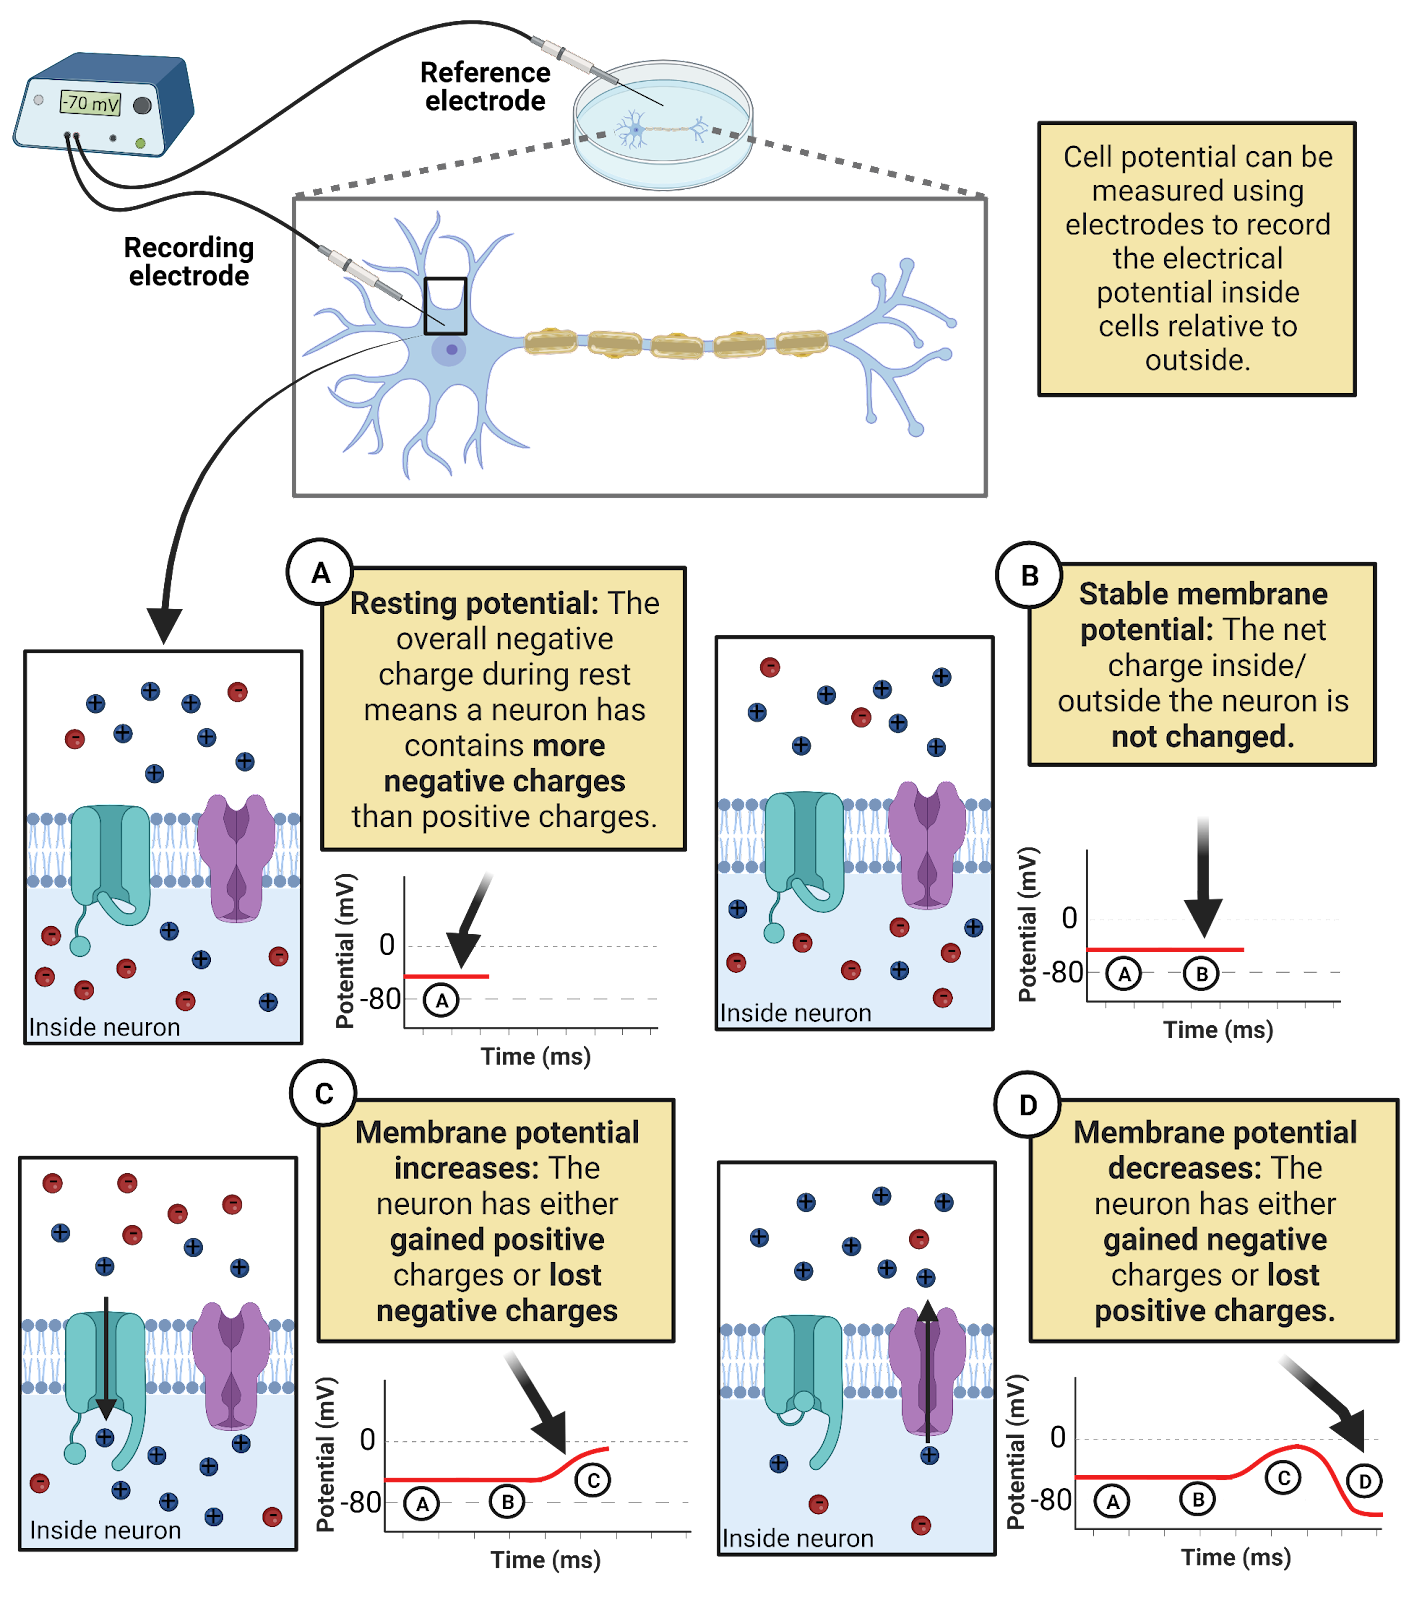 -70 mV
Reference
electrode
Recording
electrode
Cell potential can be
measured using
electrodes to record
the electrical
potential inside
cells relative to
outside.
A
Resting potential: The
overall negative
charge during rest
means a neuron has
contains more
negative charges
than positive charges.
Inside neuron
Potential (mV)
0
-80
A
Time (ms)
B
Stable membrane
potential: The net
charge inside/
outside the neuron is
not changed.
Inside neuron
Potential (mV)
0
-80
A
B
Time (ms)
C
Membrane potential
increases: The
neuron has either
gained positive
charges or lost
negative charges
Inside neuron
Potential (mV)
0
-80
A
B
C
Time (ms)
D
Membrane potential
decreases: The
neuron has either
gained negative
charges or lost
positive charges.
Inside neuron
Potential (mV)
0
-80
A
B
C
D
Time (ms)